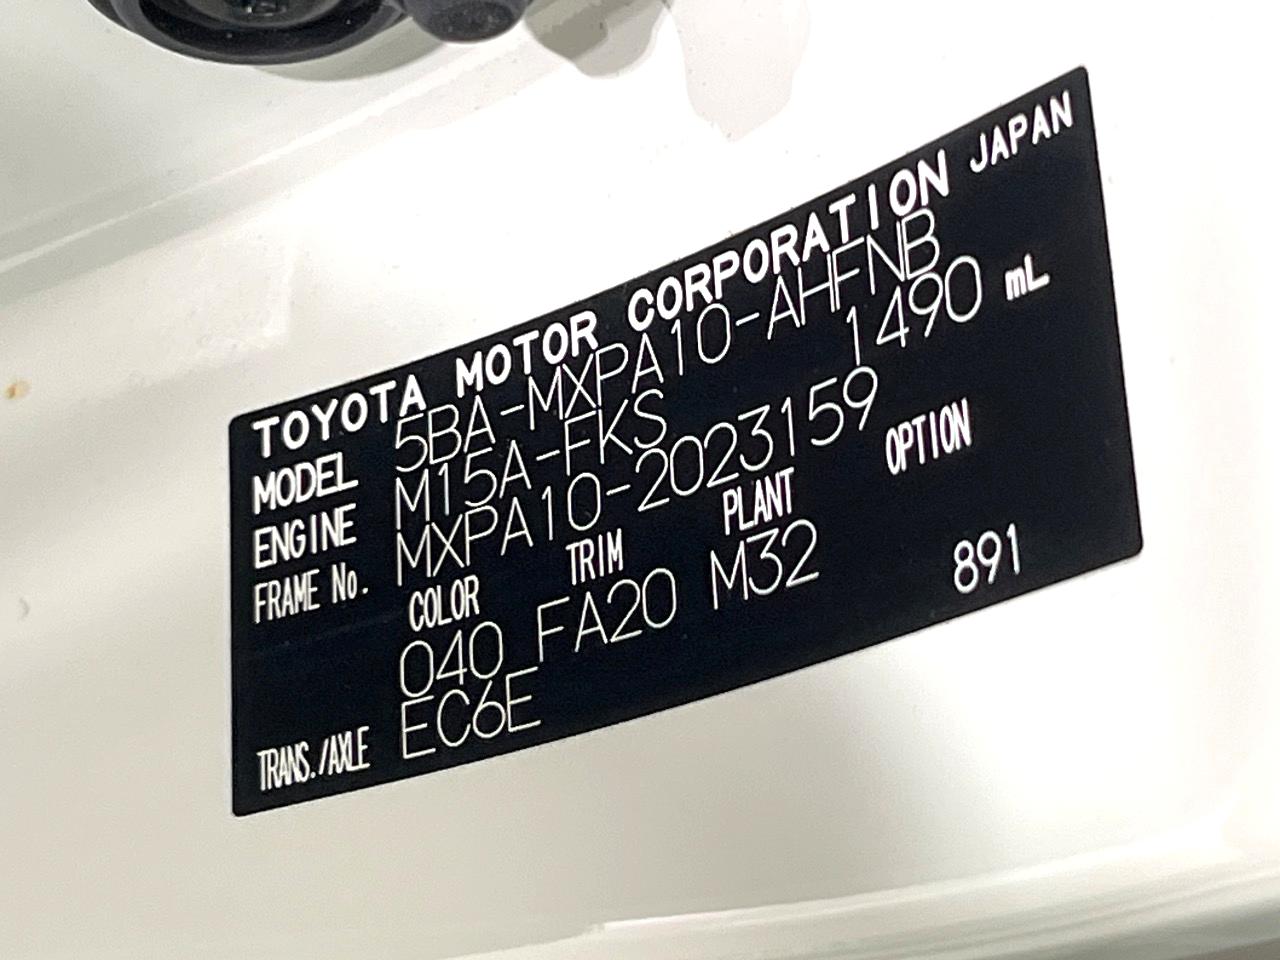 TOYOTA MOTOR CORPORATION JAPAN
MODEL 5BA-MXPA10-AHFNB
ENGINE M15A-FKS 1490 mL
FRAME No. MXPA10-2023159
COLOR TRIM PLANT OPTION
040 FA20 M32
TRANS./AXLE EC6E 891